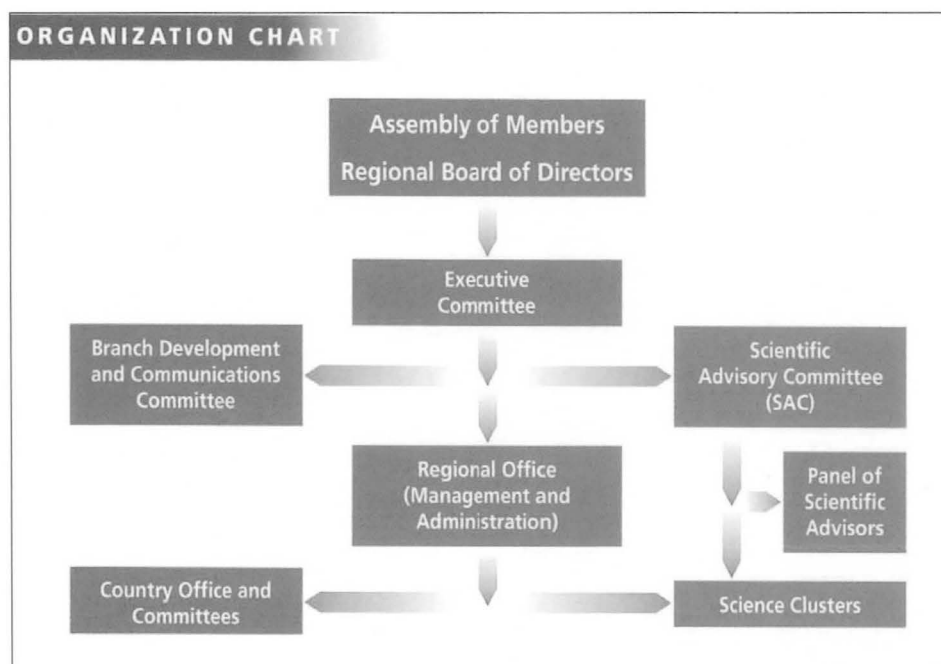 ORGANIZATION CHART
Assembly of Members
Regional Board of Directors
Executive
Committee
Branch Development
and Communications
Committee
Scientific
Advisory Committee
(SAC)
Regional Office
(Management and
Administration)
Panel of
Scientific
Advisors
Country Office and
Committees
Science Clusters